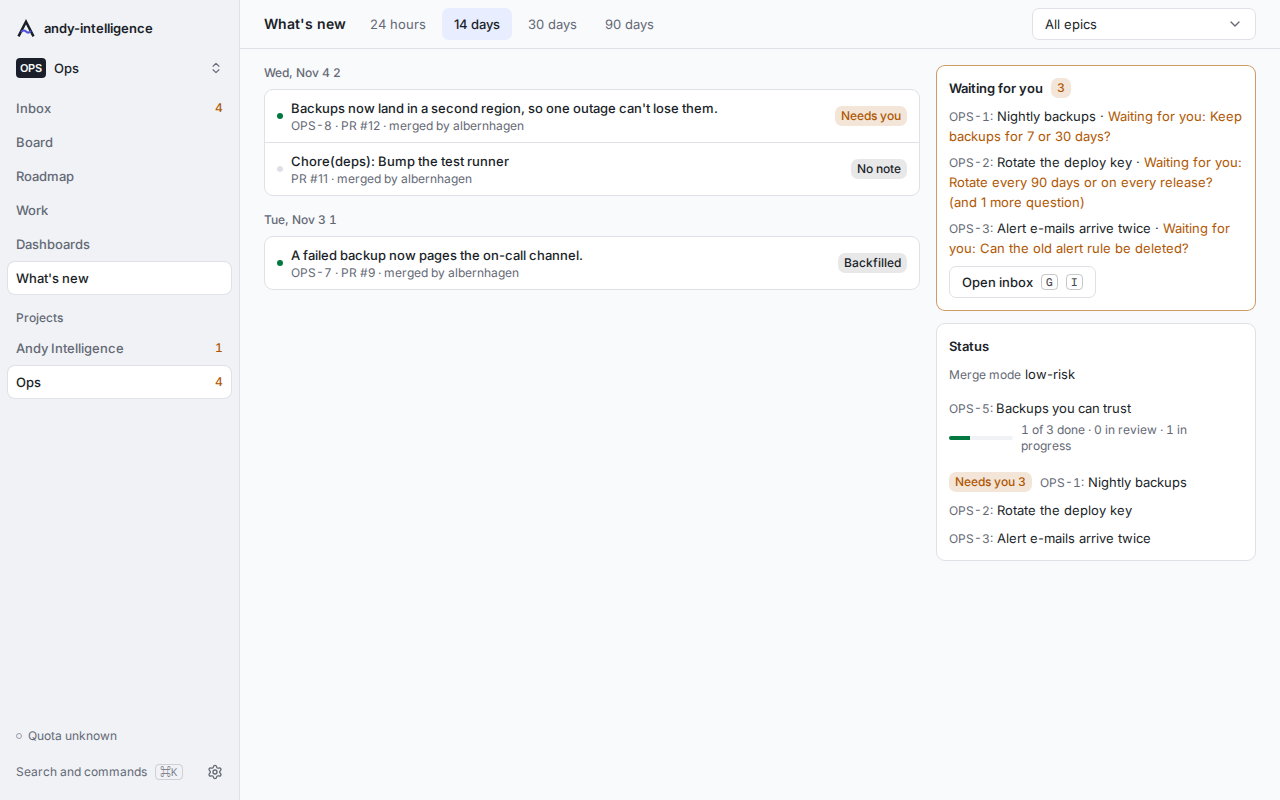 andy-intelligence
OPS Ops
Inbox 4
Board
Roadmap
Work
Dashboards
What's new
Projects
Andy Intelligence 1
Ops 4
Quota unknown
Search and commands ⌘K
What's new 24 hours 14 days 30 days 90 days All epics
Wed, Nov 4 2
Backups now land in a second region, so one outage can't lose them.
OPS-8 · PR #12 · merged by albernhagen
Needs you
Chore(deps): Bump the test runner
PR #11 · merged by albernhagen
No note
Tue, Nov 3 1
A failed backup now pages the on-call channel.
OPS-7 · PR #9 · merged by albernhagen
Backfilled
Waiting for you 3
OPS-1: Nightly backups · Waiting for you: Keep
backups for 7 or 30 days?
OPS-2: Rotate the deploy key · Waiting for you:
Rotate every 90 days or on every release?
(and 1 more question)
OPS-3: Alert e-mails arrive twice · Waiting for
you: Can the old alert rule be deleted?
Open inbox G I
Status
Merge mode low-risk
OPS-5: Backups you can trust
1 of 3 done · 0 in review · 1 in
progress
Needs you 3 OPS-1: Nightly backups
OPS-2: Rotate the deploy key
OPS-3: Alert e-mails arrive twice